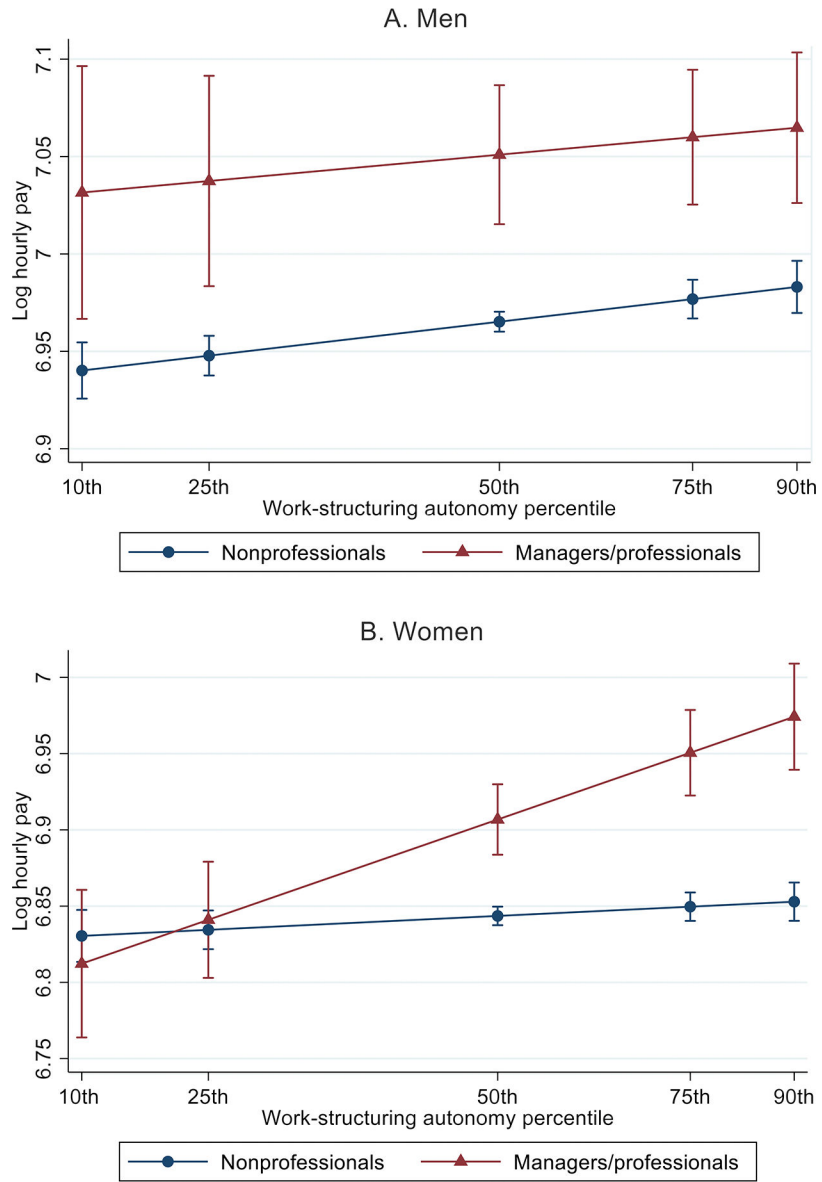 A. Men
Log hourly pay
7.1
7.05
7
6.95
6.9
10th 25th 50th 75th 90th
Work-structuring autonomy percentile
Nonprofessionals Managers/professionals
B. Women
Log hourly pay
7
6.95
6.9
6.85
6.8
6.75
10th 25th 50th 75th 90th
Work-structuring autonomy percentile
Nonprofessionals Managers/professionals